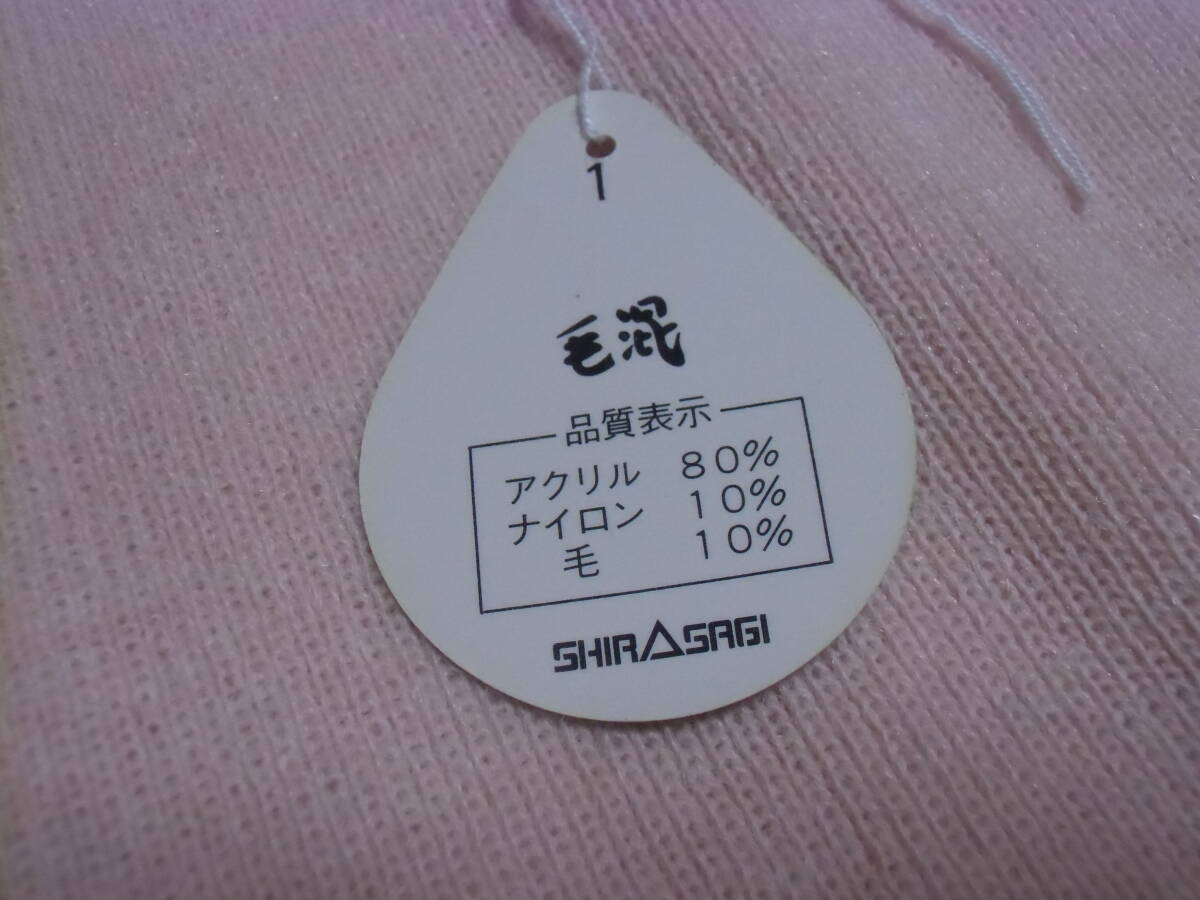 1
毛混
品質表示
アクリル 80%
ナイロン 10%
毛 10%
SHIRASAGI